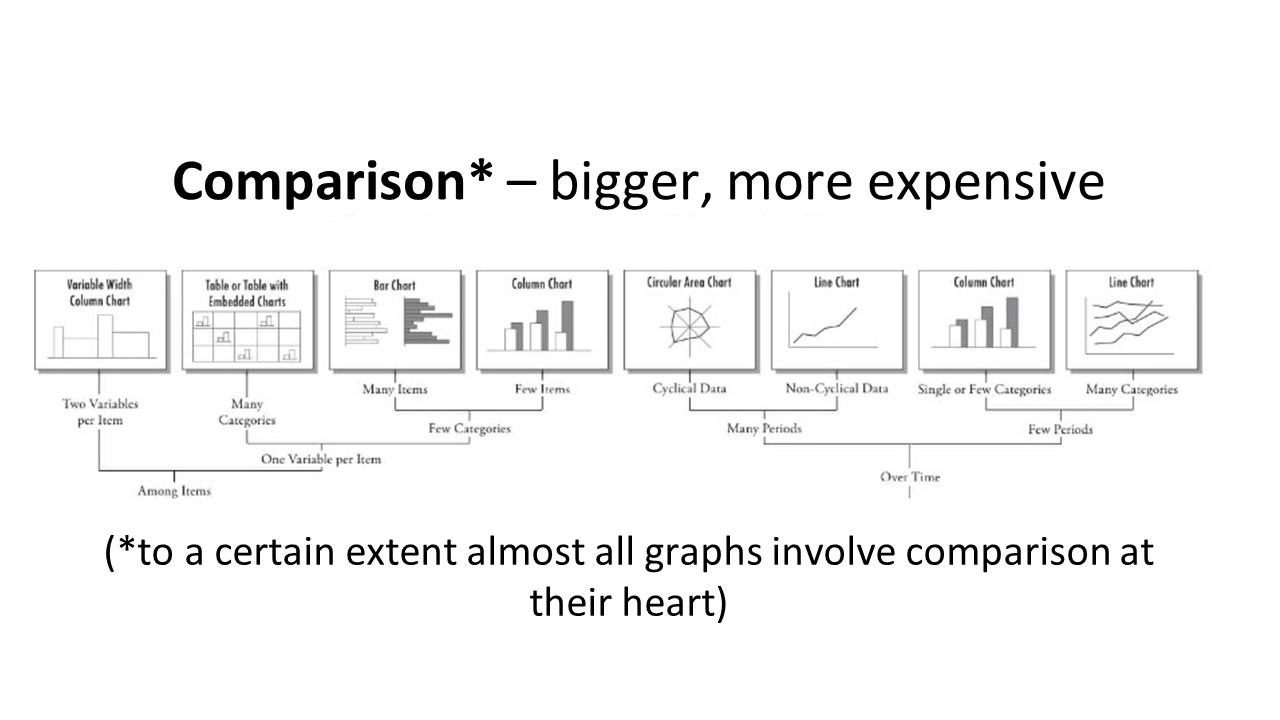 Comparison* – bigger, more expensive
Variable Width
Column Chart
Table or Table with
Embedded Charts
Bar Chart
Column Chart
Circular Area Chart
Line Chart
Column Chart
Line Chart
Two Variables
per Item
Many
Categories
Many Items
Few Items
Cyclical Data
Non-Cyclical Data
Single or Few Categories
Many Categories
Few Categories
Many Periods
Few Periods
One Variable per Item
Among Items
Over Time
(*to a certain extent almost all graphs involve comparison at
their heart)